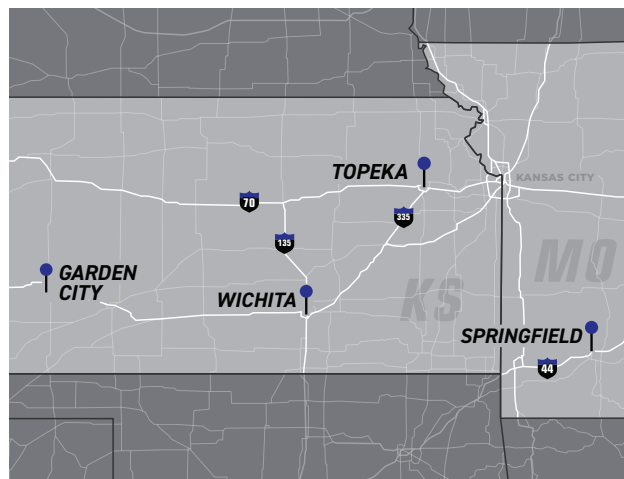 TOPEKA
KANSAS CITY
70
335
135
MO
GARDEN
CITY
WICHITA
KS
SPRINGFIELD
44